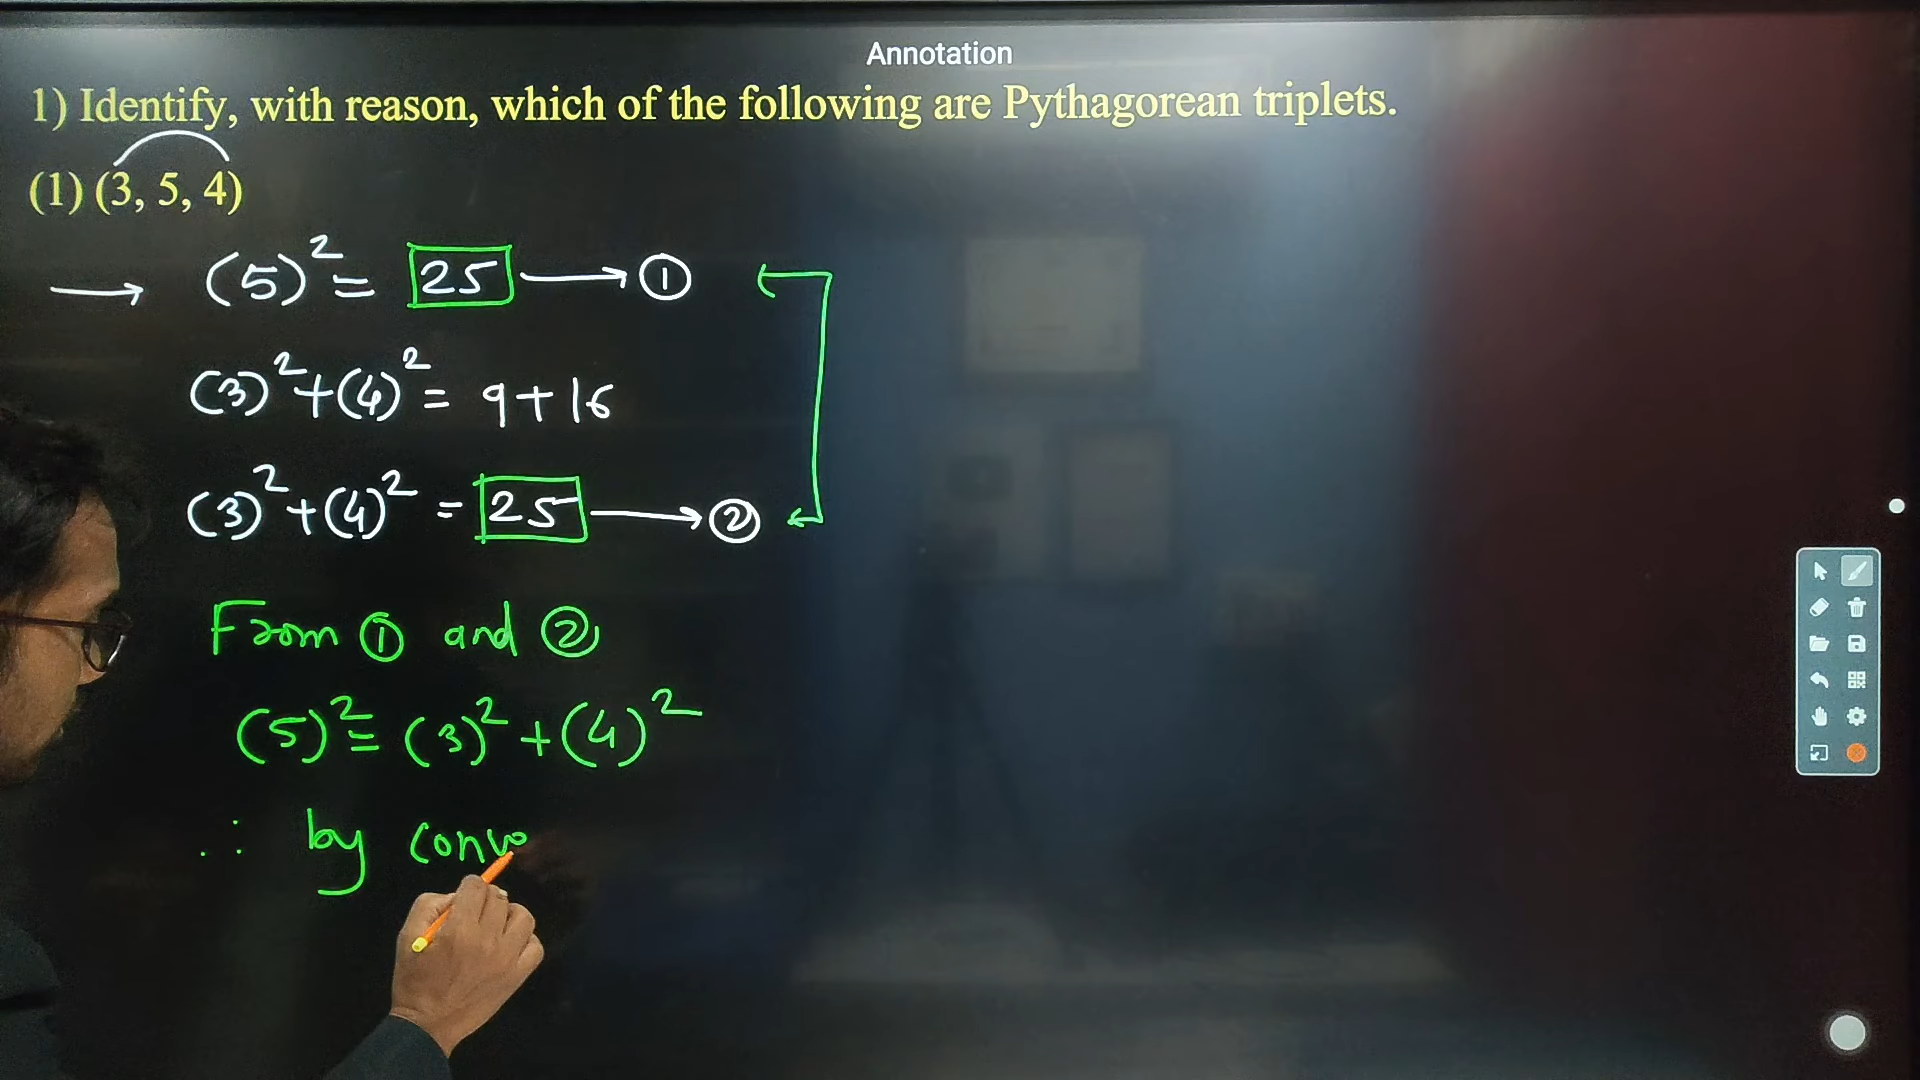 Annotation
1) Identify, with reason, which of the following are Pythagorean triplets.
(1) (3, 5, 4)
⟶ (5)² = 25 ⟶ ①
(3)² + (4)² = 9 + 16
(3)² + (4)² = 25 ⟶ ②
From ① and ②
(5)² = (3)² + (4)²
∴ by conve